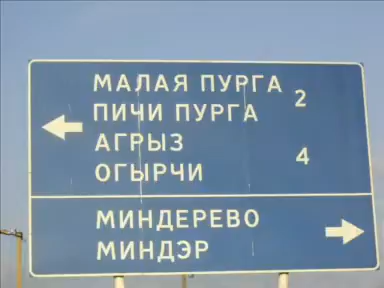 МАЛАЯ ПУРГА 2
ПИЧИ ПУРГА
АГРЫЗ 4
ОГЫРЧИ
МИНДЕРЕВО
МИНДЭР